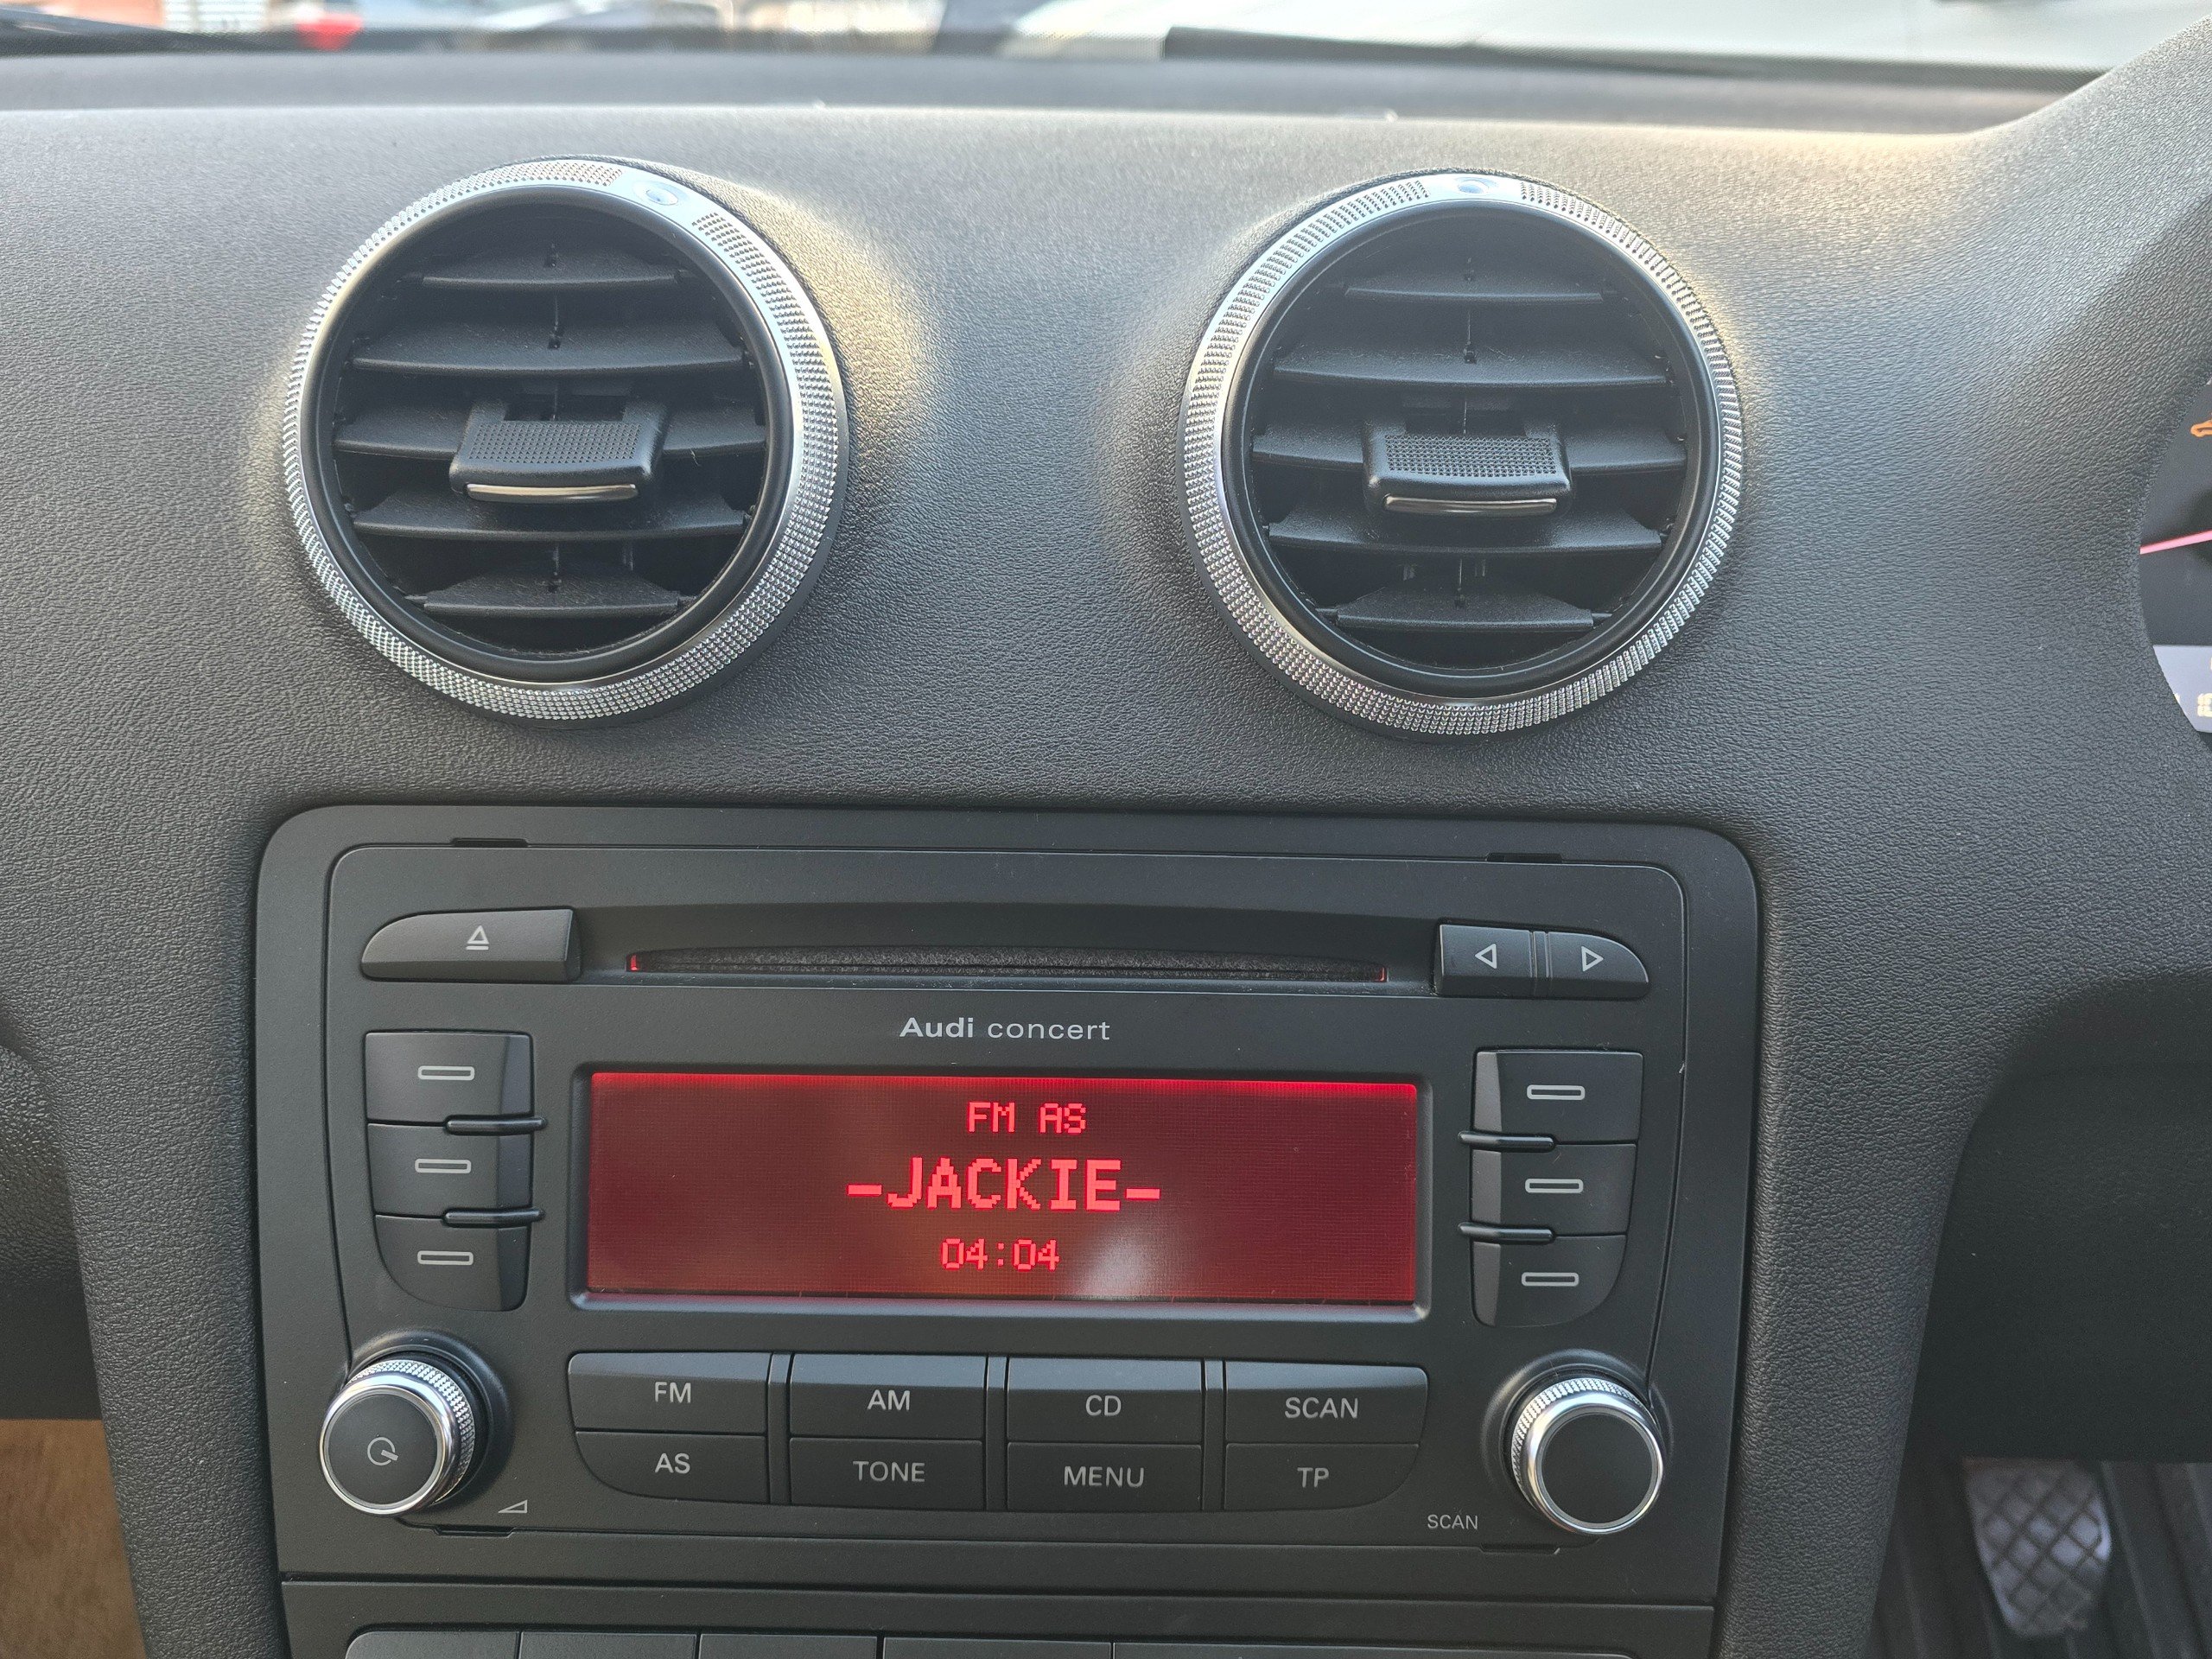 Audi concert
FM AS
-JACKIE-
04:04
FM AM CD SCAN
AS TONE MENU TP
SCAN